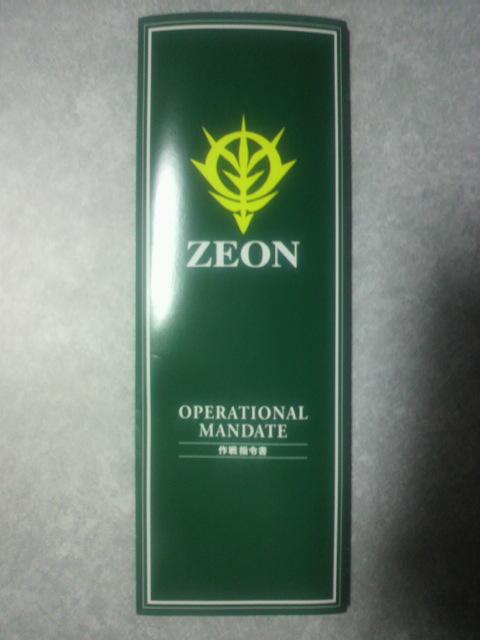 ZEON
OPERATIONAL
MANDATE
作戦指令書